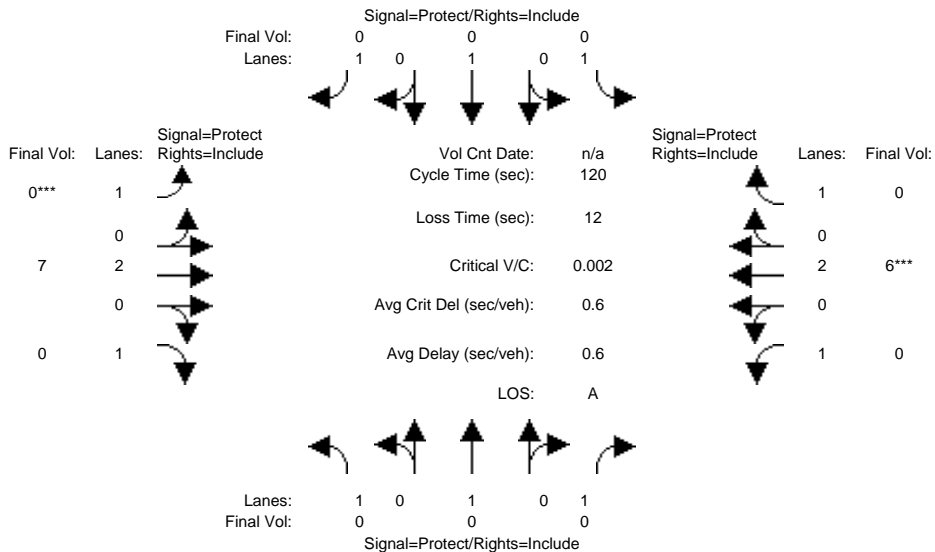 Signal=Protect/Rights=Include
Final Vol: 0 0 0
Lanes: 1 0 1 0 1
Signal=Protect Signal=Protect
Final Vol: Lanes: Rights=Include Vol Cnt Date: n/a Rights=Include Lanes: Final Vol:
Cycle Time (sec): 120
0*** 1 1 0
Loss Time (sec): 12
0 0
7 2 Critical V/C: 0.002 2 6***
0 Avg Crit Del (sec/veh): 0.6 0
0 1 Avg Delay (sec/veh): 0.6 1 0
LOS: A
Lanes: 1 0 1 0 1
Final Vol: 0 0 0
Signal=Protect/Rights=Include